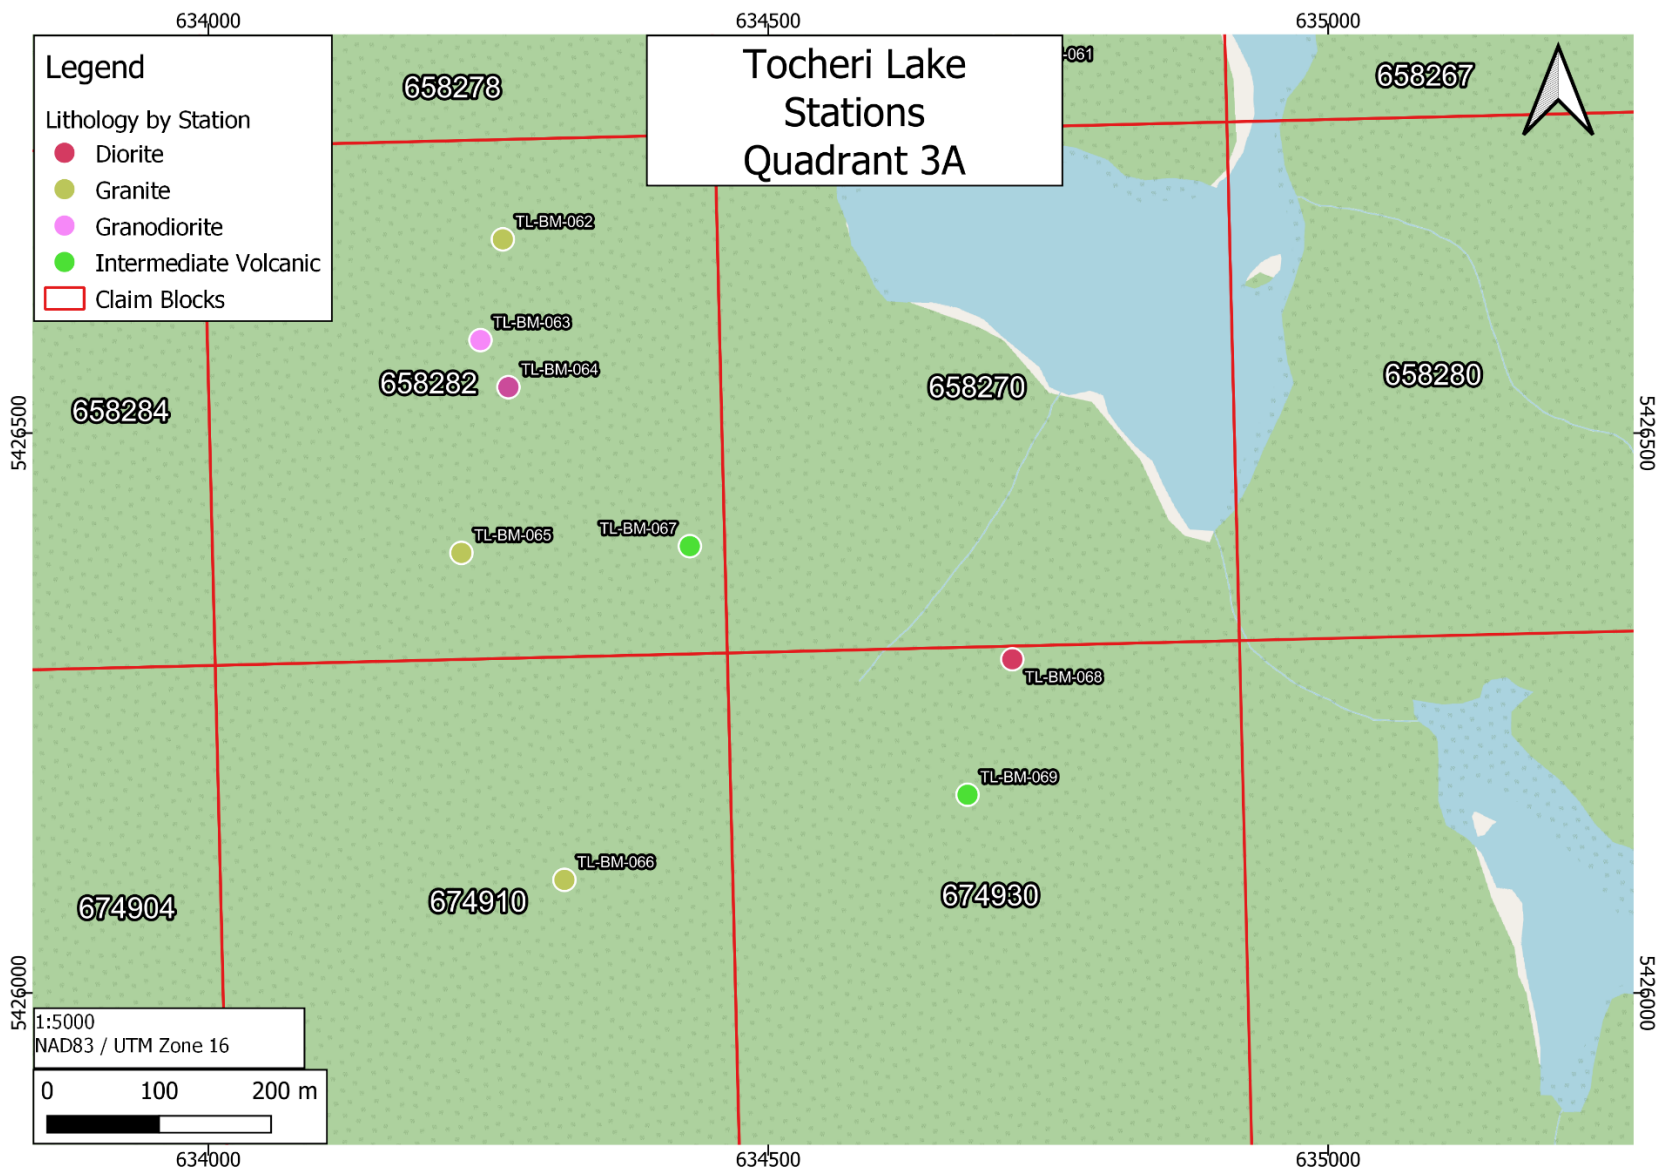 634000
634500
635000
Legend
Lithology by Station
Diorite
Granite
Granodiorite
Intermediate Volcanic
Claim Blocks
Tocheri Lake
Stations
Quadrant 3A
-061
658278
658267
TL-BM-062
TL-BM-063
TL-BM-064
658282
658284
658270
658280
5426500
5426500
TL-BM-065
TL-BM-067
TL-BM-068
TL-BM-069
TL-BM-066
674904
674910
674930
5426000
5426000
1:5000
NAD83 / UTM Zone 16
0 100 200 m
634000
634500
635000